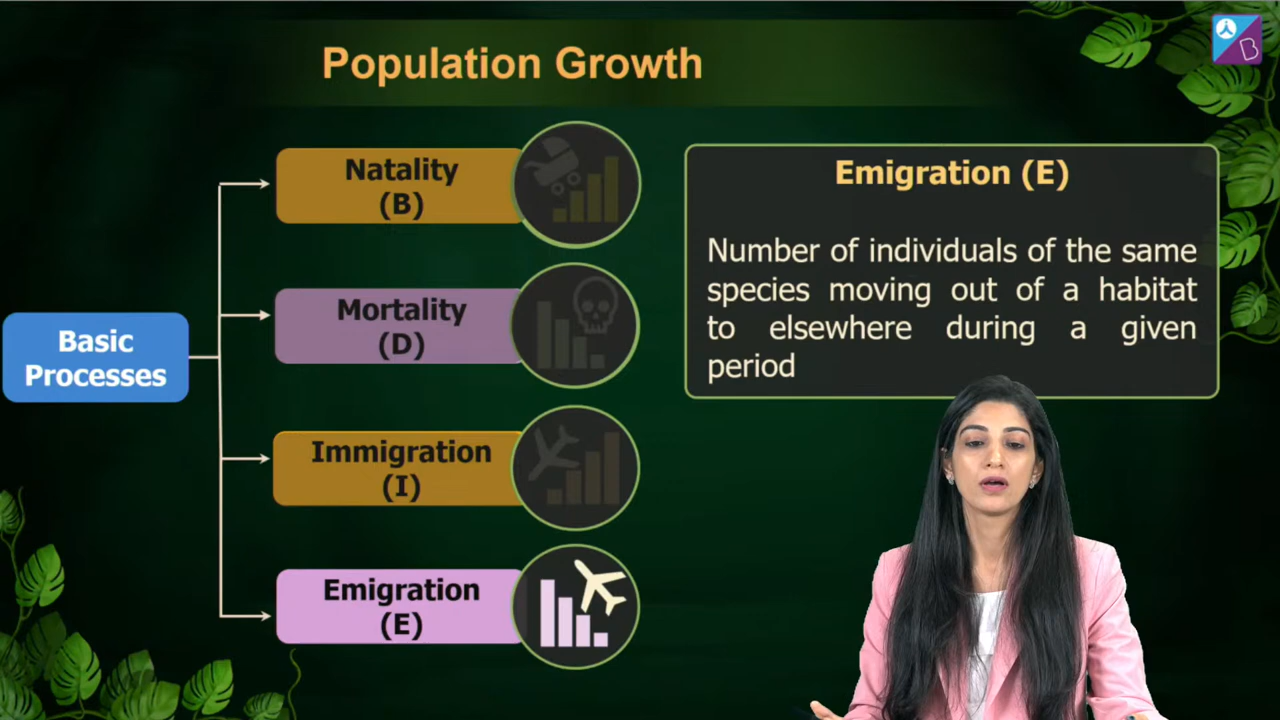 Population Growth
Natality
(B)
Mortality
(D)
Basic
Processes
Immigration
(I)
Emigration
(E)
Emigration (E)
Number of individuals of the same
species moving out of a habitat
to elsewhere during a given
period
B